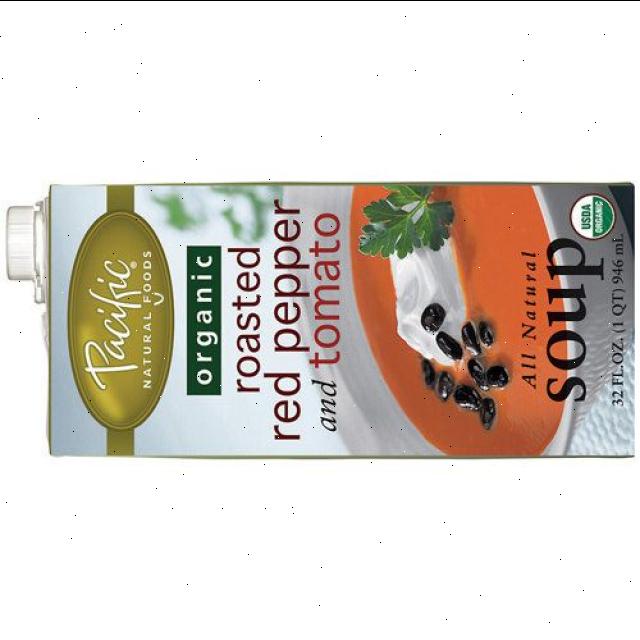 Pacific®
NATURAL FOODS
organic
roasted
red pepper
and tomato
All Natural
soup
USDA
ORGANIC
32 FL.OZ. (1 QT) 946 mL